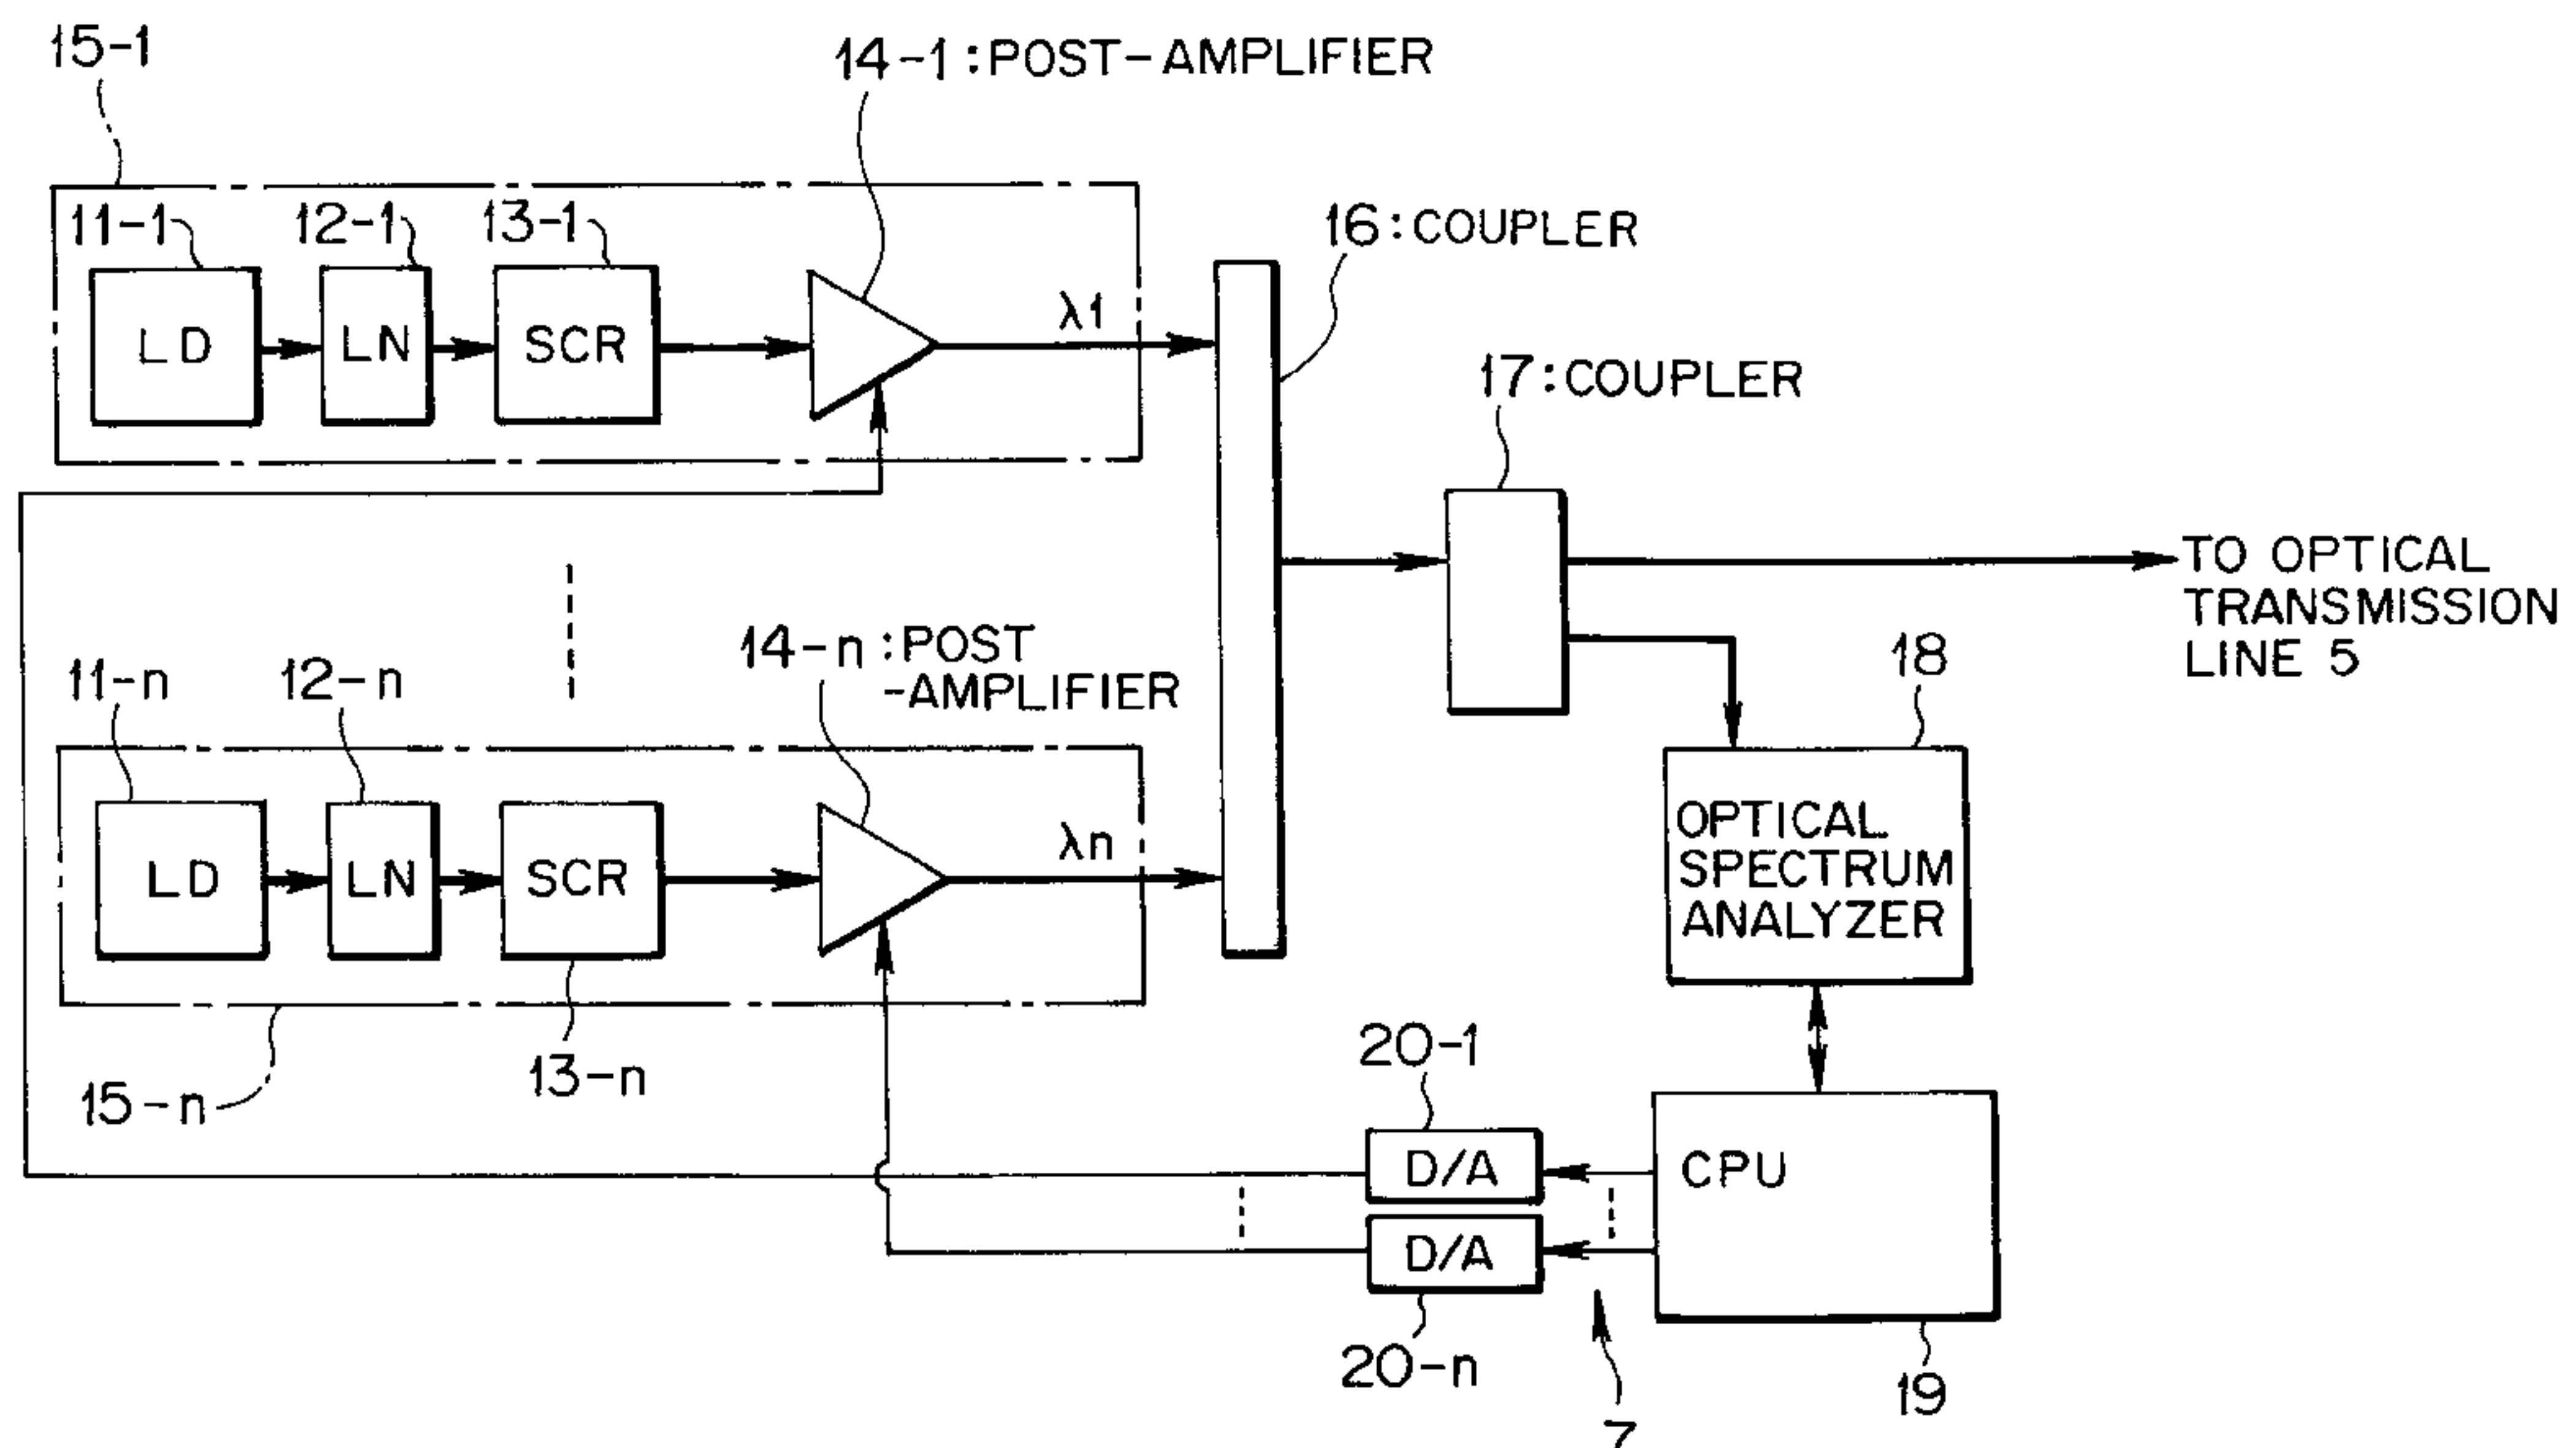 15-1
14-1 : POST-AMPLIFIER
11-1
12-1
13-1
16 : COUPLER
LD
LN
SCR
λ1
17 : COUPLER
TO OPTICAL
TRANSMISSION
LINE 5
14-n : POST
-AMPLIFIER
11-n
12-n
18
LD
LN
SCR
λn
OPTICAL
SPECTRUM
ANALYZER
13-n
15-n
20-1
D/A
CPU
D/A
20-n
19
7